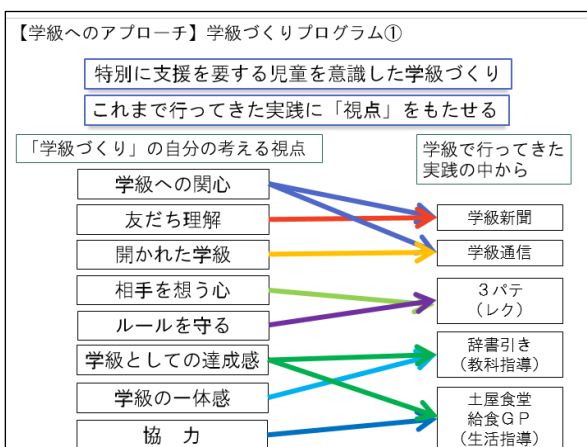 【学級へのアプローチ】学級づくりプログラム①
特別に支援を要する児童を意識した学級づくり
これまで行ってきた実践に「視点」をもたせる
「学級づくり」の自分の考える視点
学級で行ってきた
実践の中から
学級への関心
友だち理解
開かれた学級
相手を想う心
ルールを守る
学級としての達成感
学級の一体感
協 力
学級新聞
学級通信
３パテ
（レク）
辞書引き
（教科指導）
土屋食堂
給食ＧＰ
（生活指導）